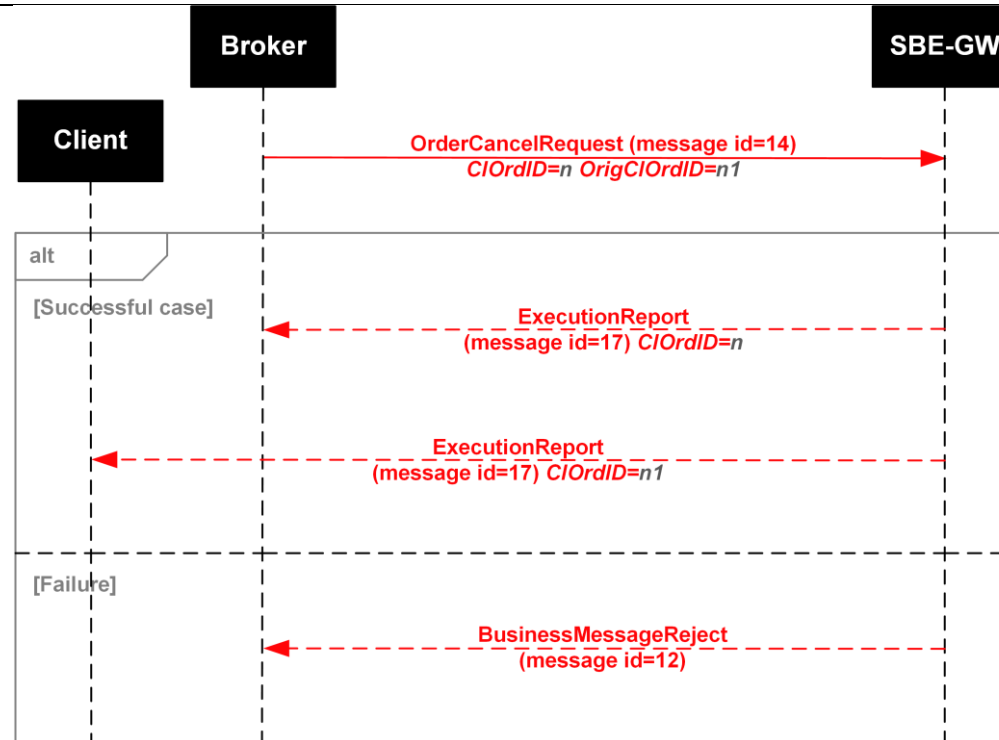 Broker
SBE-GW
Client
OrderCancelRequest (message id=14)
ClOrdID=n OrigClOrdID=n1
alt
[Successful case]
ExecutionReport
(message id=17) ClOrdID=n
ExecutionReport
(message id=17) ClOrdID=n1
[Failure]
BusinessMessageReject
(message id=12)